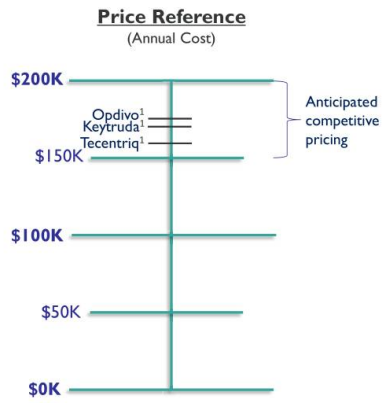 Price Reference
(Annual Cost)
$200K
Opdivo¹
Keytruda¹
Tecentriq¹
Anticipated
competitive
pricing
$150K
$100K
$50K
$0K